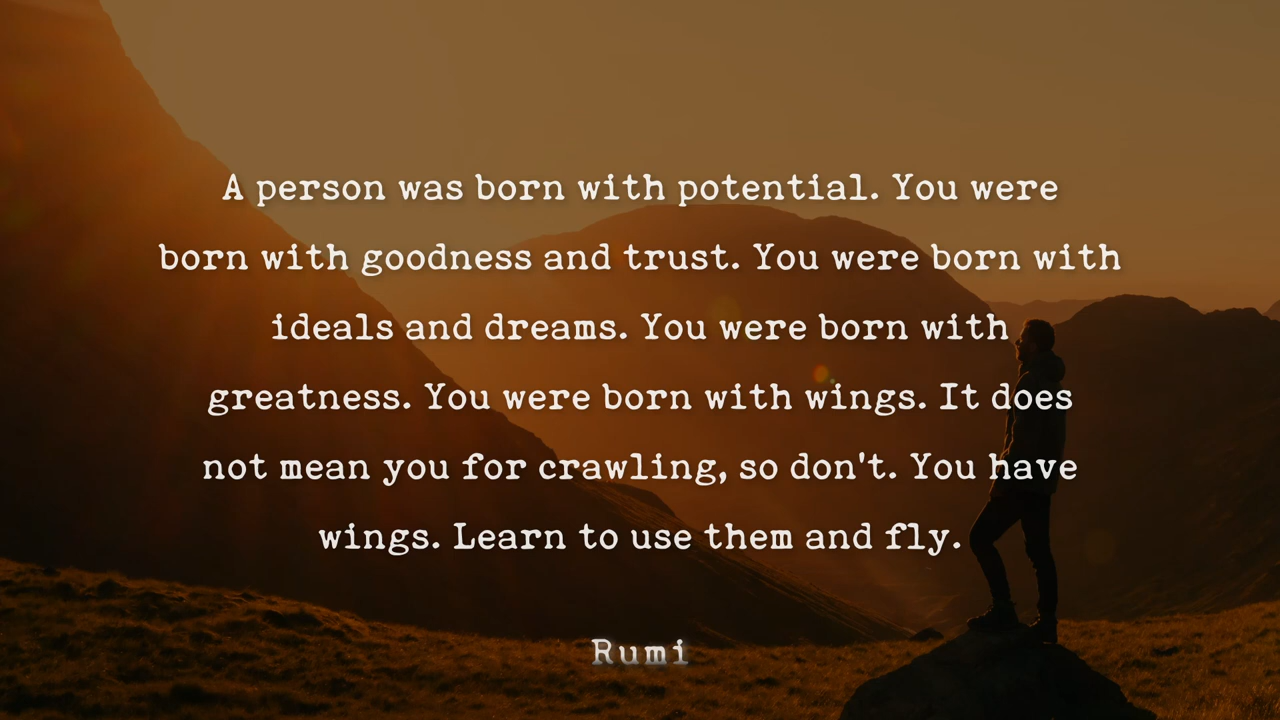 A person was born with potential. You were
born with goodness and trust. You were born with
ideals and dreams. You were born with
greatness. You were born with wings. It does
not mean you for crawling, so don't. You have
wings. Learn to use them and fly.
Rumi